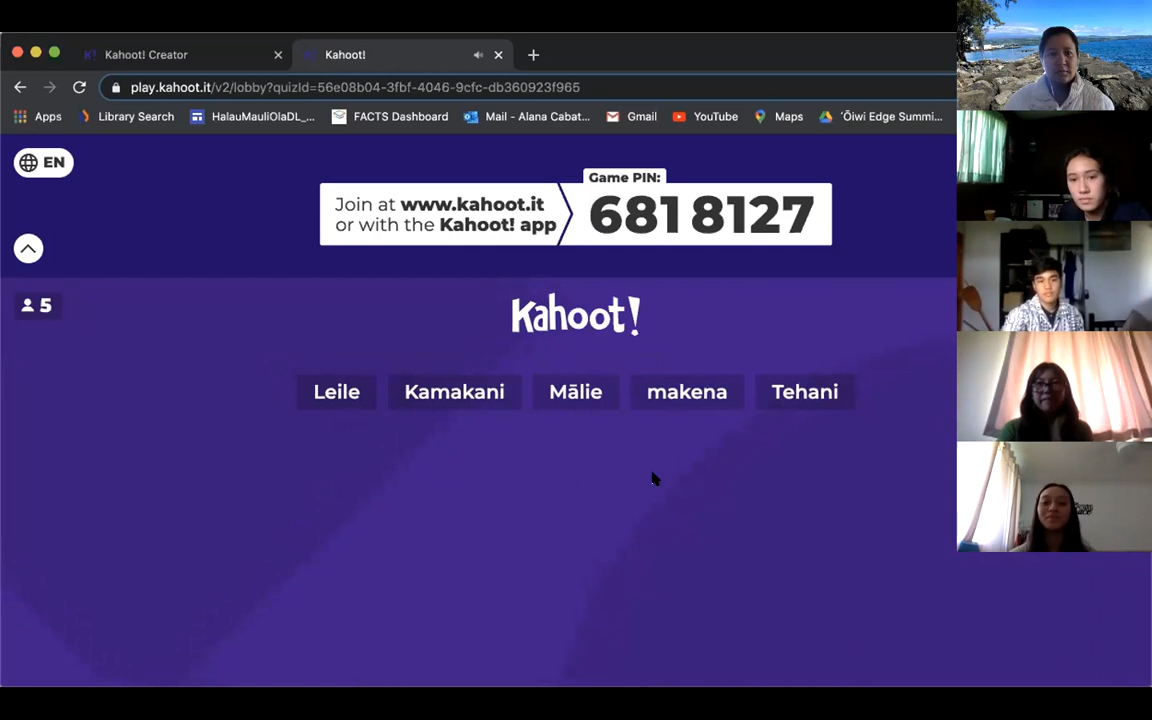 Kahoot! Creator
Kahoot!
play.kahoot.it/v2/lobby?quizId=56e08b04-3fbf-4046-9cfc-db360923f965
Apps
Library Search
HalauMauliOlaDL_...
FACTS Dashboard
Mail - Alana Cabat...
Gmail
YouTube
Maps
ʻŌiwi Edge Summi...
EN
Game PIN:
Join at www.kahoot.it
or with the Kahoot! app
681 8127
5
Kahoot!
Leile
Kamakani
Mālie
makena
Tehani